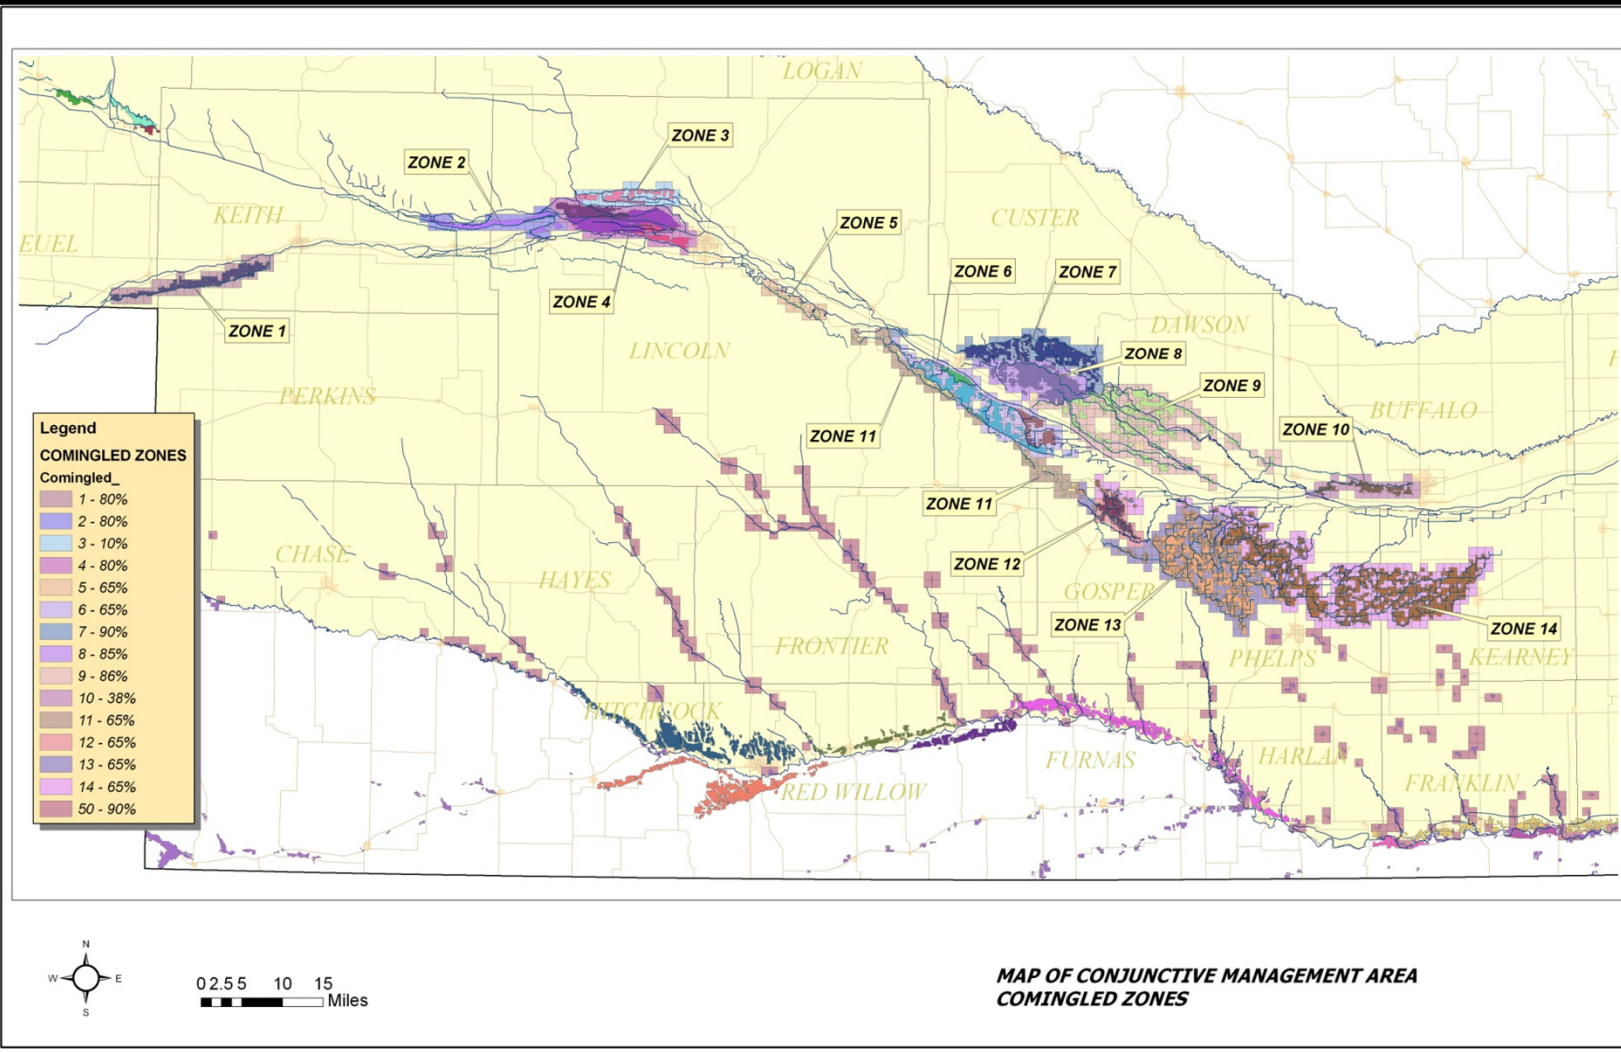 LOGAN
ZONE 3
ZONE 2
KEITH
CUSTER
ZONE 5
EUEL
ZONE 6
ZONE 7
ZONE 4
ZONE 1
DAWSON
LINCOLN
ZONE 8
ZONE 9
PERKINS
BUFFALO
ZONE 10
ZONE 11
Legend
COMINGLED ZONES
Comingled_
1 - 80%
2 - 80%
3 - 10%
4 - 80%
5 - 65%
6 - 65%
7 - 90%
8 - 85%
9 - 86%
10 - 38%
11 - 65%
12 - 65%
13 - 65%
14 - 65%
50 - 90%
ZONE 11
CHASE
ZONE 12
HAYES
GOSPER
ZONE 13
ZONE 14
FRONTIER
PHELPS
KEARNEY
HITCHCOCK
FURNAS
HARLAN
FRANKLIN
RED WILLOW
N
W E
S
0 2.5 5 10 15
Miles
MAP OF CONJUNCTIVE MANAGEMENT AREA
COMINGLED ZONES